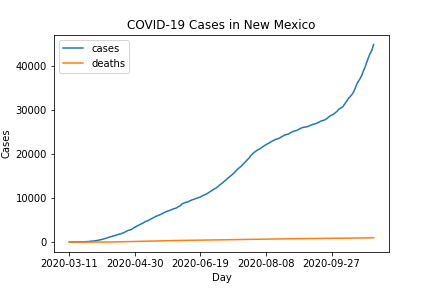 COVID-19 Cases in New Mexico
cases
deaths
40000
30000
20000
10000
0
Cases
2020-03-11 2020-04-30 2020-06-19 2020-08-08 2020-09-27
Day